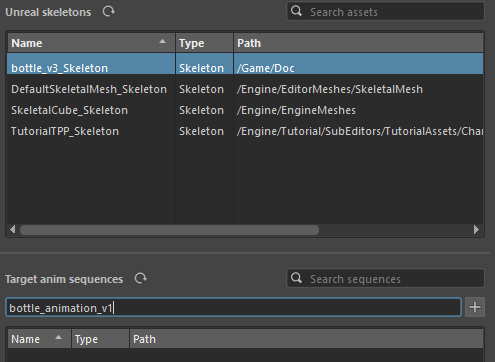 Unreal skeletons Search assets
Name Type Path
bottle_v3_Skeleton Skeleton /Game/Doc
DefaultSkeletalMesh_Skeleton Skeleton /Engine/EditorMeshes/SkeletalMesh
SkeletalCube_Skeleton Skeleton /Engine/EngineMeshes
TutorialTPP_Skeleton Skeleton /Engine/Tutorial/SubEditors/TutorialAssets/Cha
Target anim sequences Search sequences
bottle_animation_v1
Name Type Path